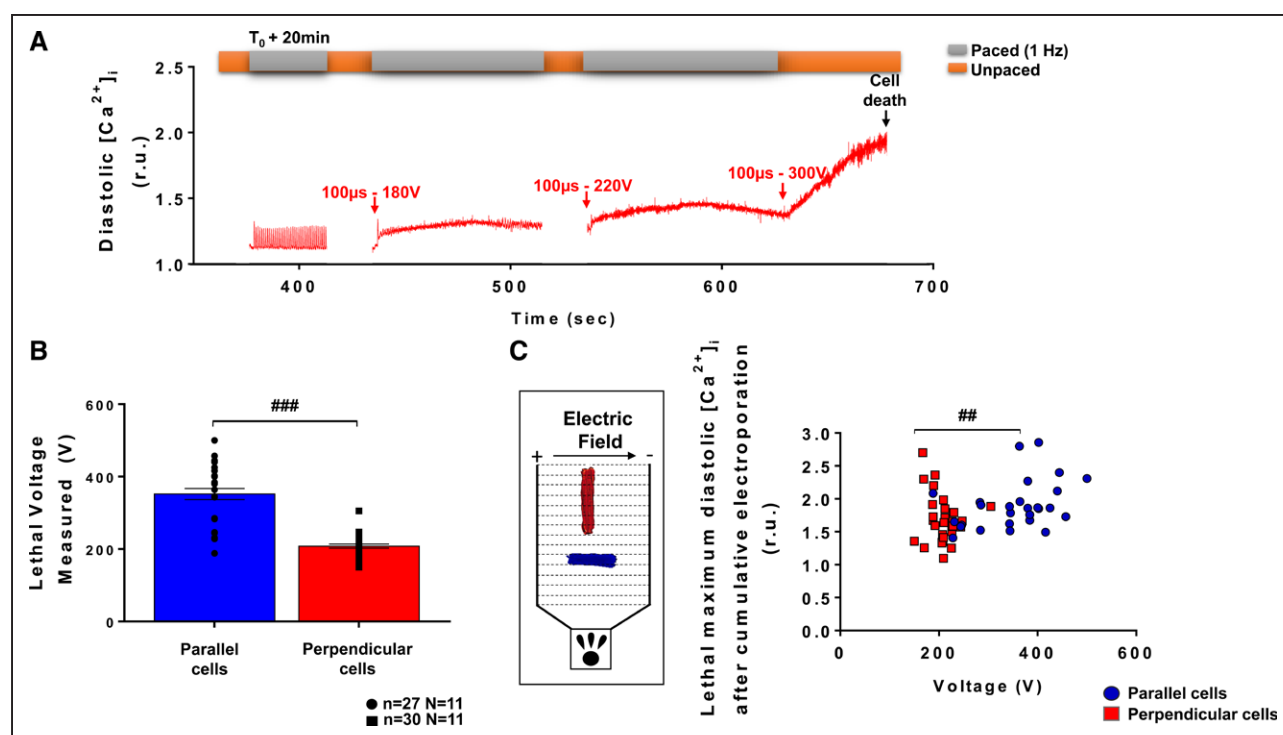 A
T0 + 20min
Paced (1 Hz)
Unpaced
Diastolic [Ca2+]i
(r.u.)
2.5
2.0
1.5
1.0
Cell
death
100µs - 180V
100µs - 220V
100µs - 300V
400
500
600
700
Time (sec)
B
Lethal Voltage
Measured (V)
600
400
200
0
###
Parallel
cells
Perpendicular
cells
n=27 N=11
n=30 N=11
C
Electric
Field
+
-
Lethal maximum diastolic [Ca2+]i
after cumulative electroporation
(r.u.)
##
3.0
2.5
2.0
1.5
1.0
0.5
0.0
0
200
400
600
Voltage (V)
Parallel cells
Perpendicular cells